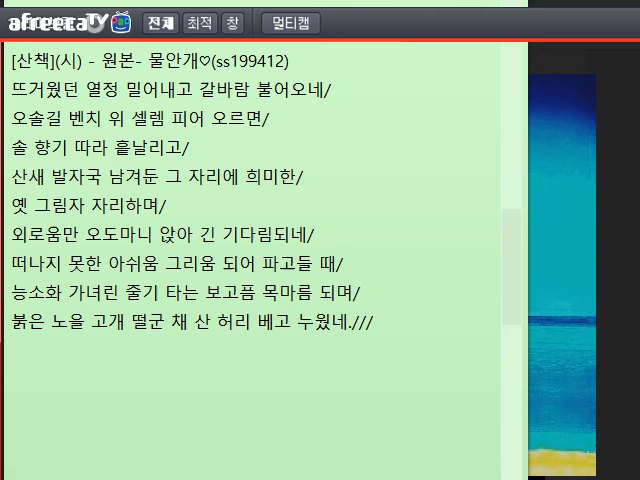 afreecaTV 전체 최적 창 멀티캠
[산책](시) - 원본- 물안개♡(ss199412)
뜨거웠던 열정 밀어내고 갈바람 불어오네/
오솔길 벤치 위 셀렘 피어 오르면/
솔 향기 따라 흩날리고/
산새 발자국 남겨둔 그 자리에 희미한/
옛 그림자 자리하며/
외로움만 오도마니 앉아 긴 기다림되네/
떠나지 못한 아쉬움 그리움 되어 파고들 때/
능소화 가녀린 줄기 타는 보고픔 목마름 되며/
붉은 노을 고개 떨군 채 산 허리 베고 누웠네.///